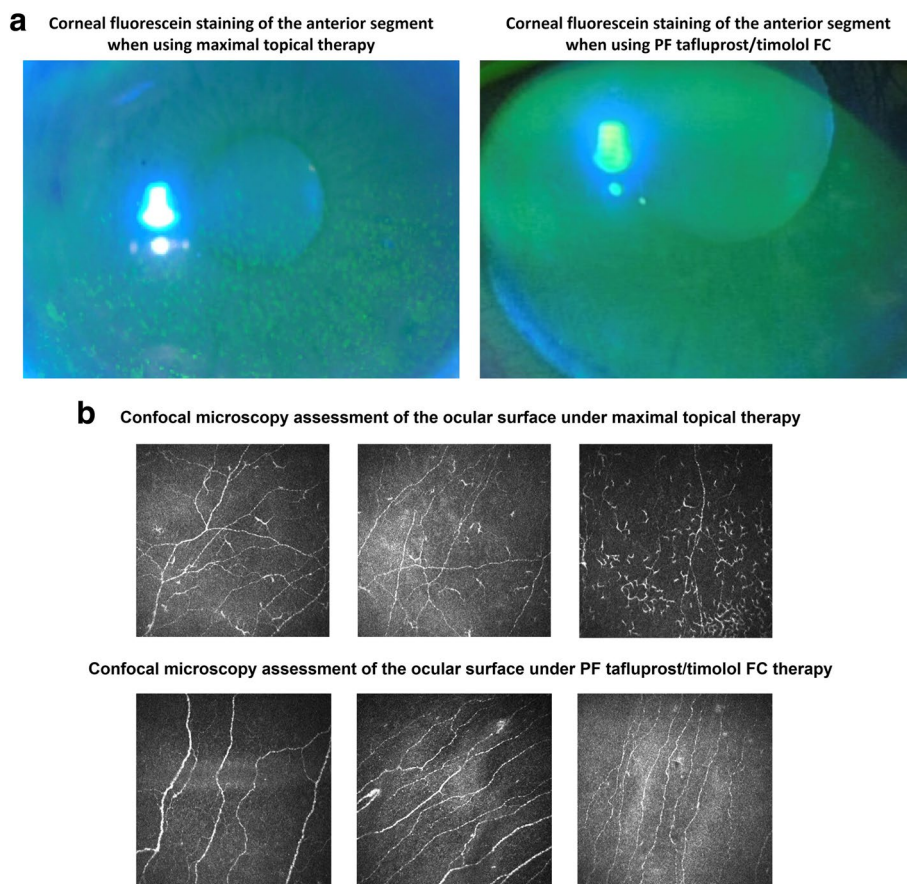 a
Corneal fluorescein staining of the anterior segment
when using maximal topical therapy
Corneal fluorescein staining of the anterior segment
when using PF tafluprost/timolol FC
b
Confocal microscopy assessment of the ocular surface under maximal topical therapy
Confocal microscopy assessment of the ocular surface under PF tafluprost/timolol FC therapy